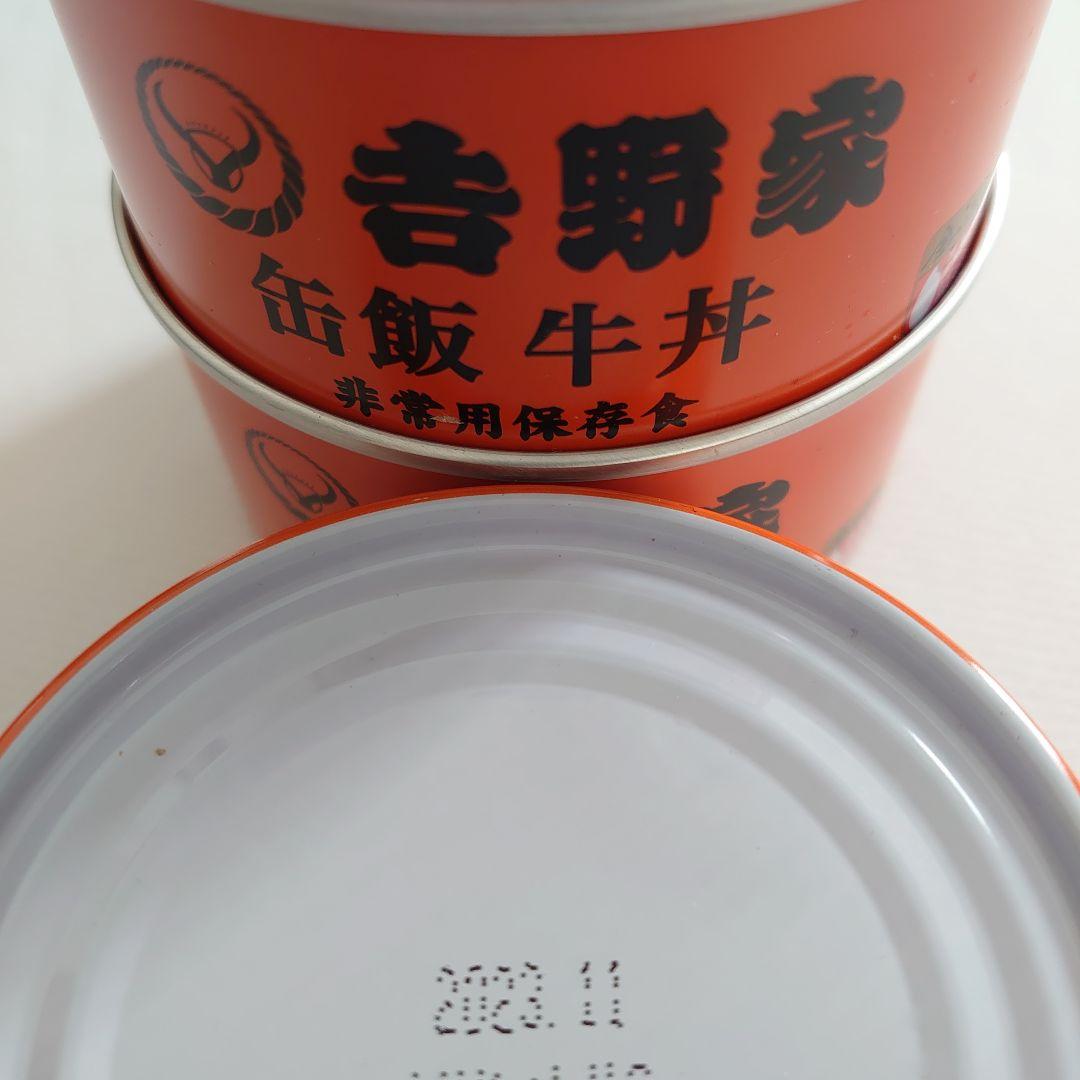 吉野家
缶飯 牛丼
非常用保存食
2023.11